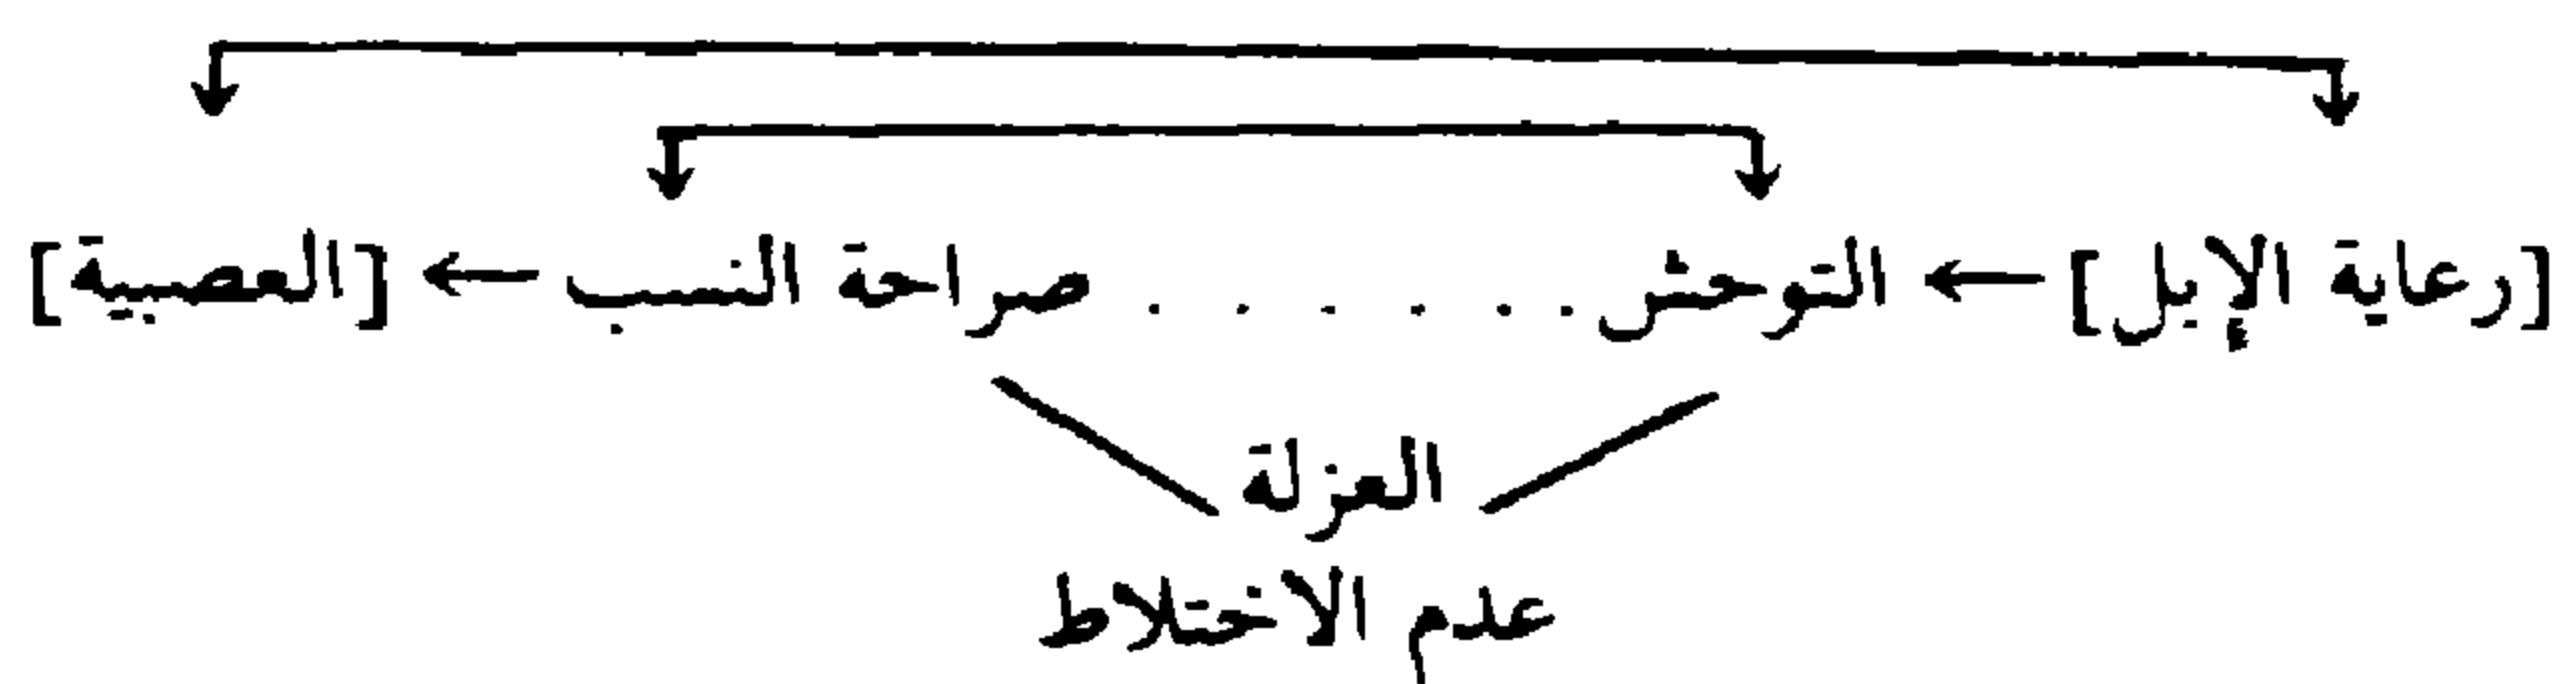 [رعاية الإبل] ← التوحش . . . . . . صراحة النسب ← [العصبية]
العزلة
عدم الاختلاط